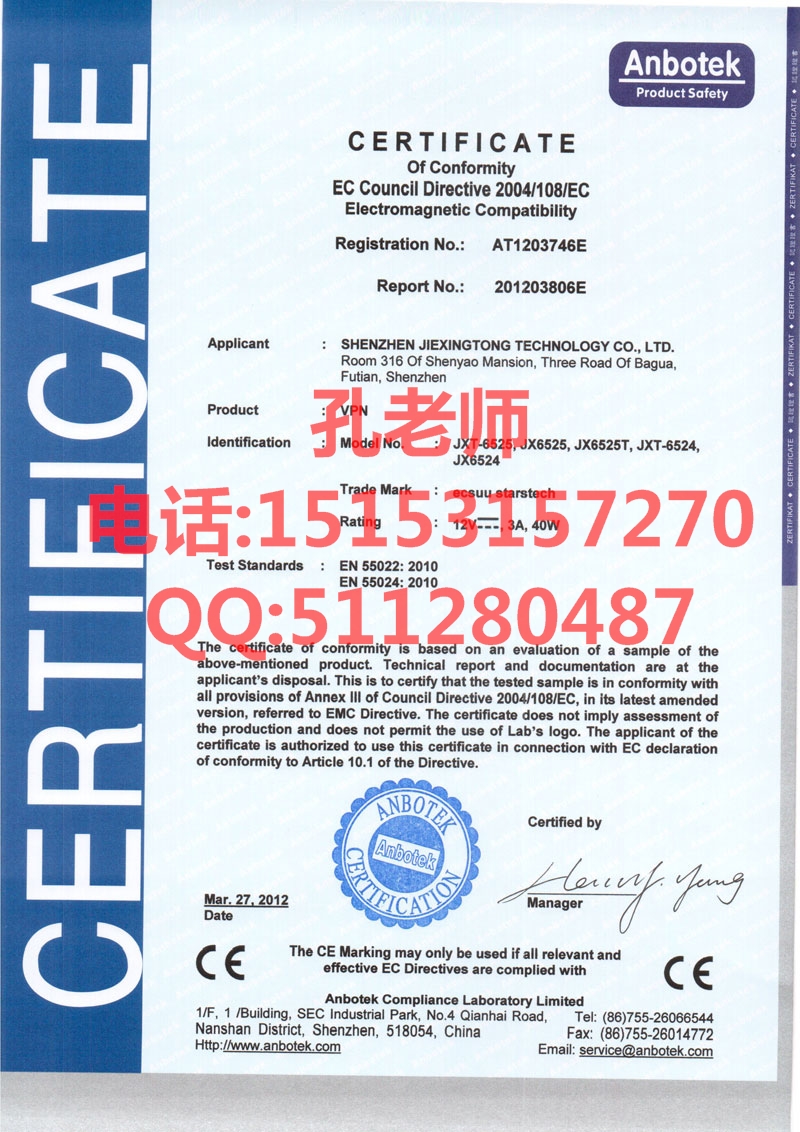 CERTIFICATE
Anbotek
Product Safety
CERTIFICATE
Of Conformity
EC Council Directive 2004/108/EC
Electromagnetic Compatibility
Registration No.: AT1203746E
Report No.: 201203806E
Applicant : SHENZHEN JIEXINGTONG TECHNOLOGY CO., LTD.
Room 316 Of Shenyao Mansion, Three Road Of Bagua,
Futian, Shenzhen
孔老师
Product : VPN
Identification : Model No. : JXT-6525, JX6525, JX6525T, JXT-6524,
JX6524
Trade Mark : ecsuu starstech
电话:15153157270
Rating : 12V, 3A, 40W
Test Standards : EN 55022: 2010
EN 55024: 2010
QQ:511280487
The certificate of conformity is based on an evaluation of a sample of the
above-mentioned product. Technical report and documentation are at the
applicant's disposal. This is to certify that the tested sample is in conformity with
all provisions of Annex III of Council Directive 2004/108/EC, in its latest amended
version, referred to EMC Directive. The certificate does not imply assessment of
the production and does not permit the use of Lab's logo. The applicant of the
certificate is authorized to use this certificate in connection with EC declaration
of conformity to Article 10.1 of the Directive.
ANBOTEK
Anbotek
CERTIFICATION
Certified by
Manager
Mar. 27, 2012
Date
CE
The CE Marking may only be used if all relevant and
effective EC Directives are complied with
CE
Anbotek Compliance Laboratory Limited
1/F, 1 /Building, SEC Industrial Park, No.4 Qianhai Road, Tel: (86)755-26066544
Nanshan District, Shenzhen, 518054, China Fax: (86)755-26014772
Http://www.anbotek.com Email: service@anbotek.com